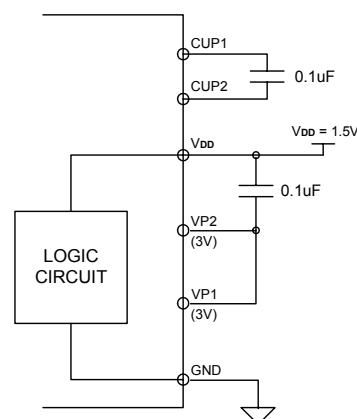 CUP1
0.1uF
CUP2
VDD = 1.5V
VDD
0.1uF
VP2
(3V)
LOGIC
CIRCUIT
VP1
(3V)
GND